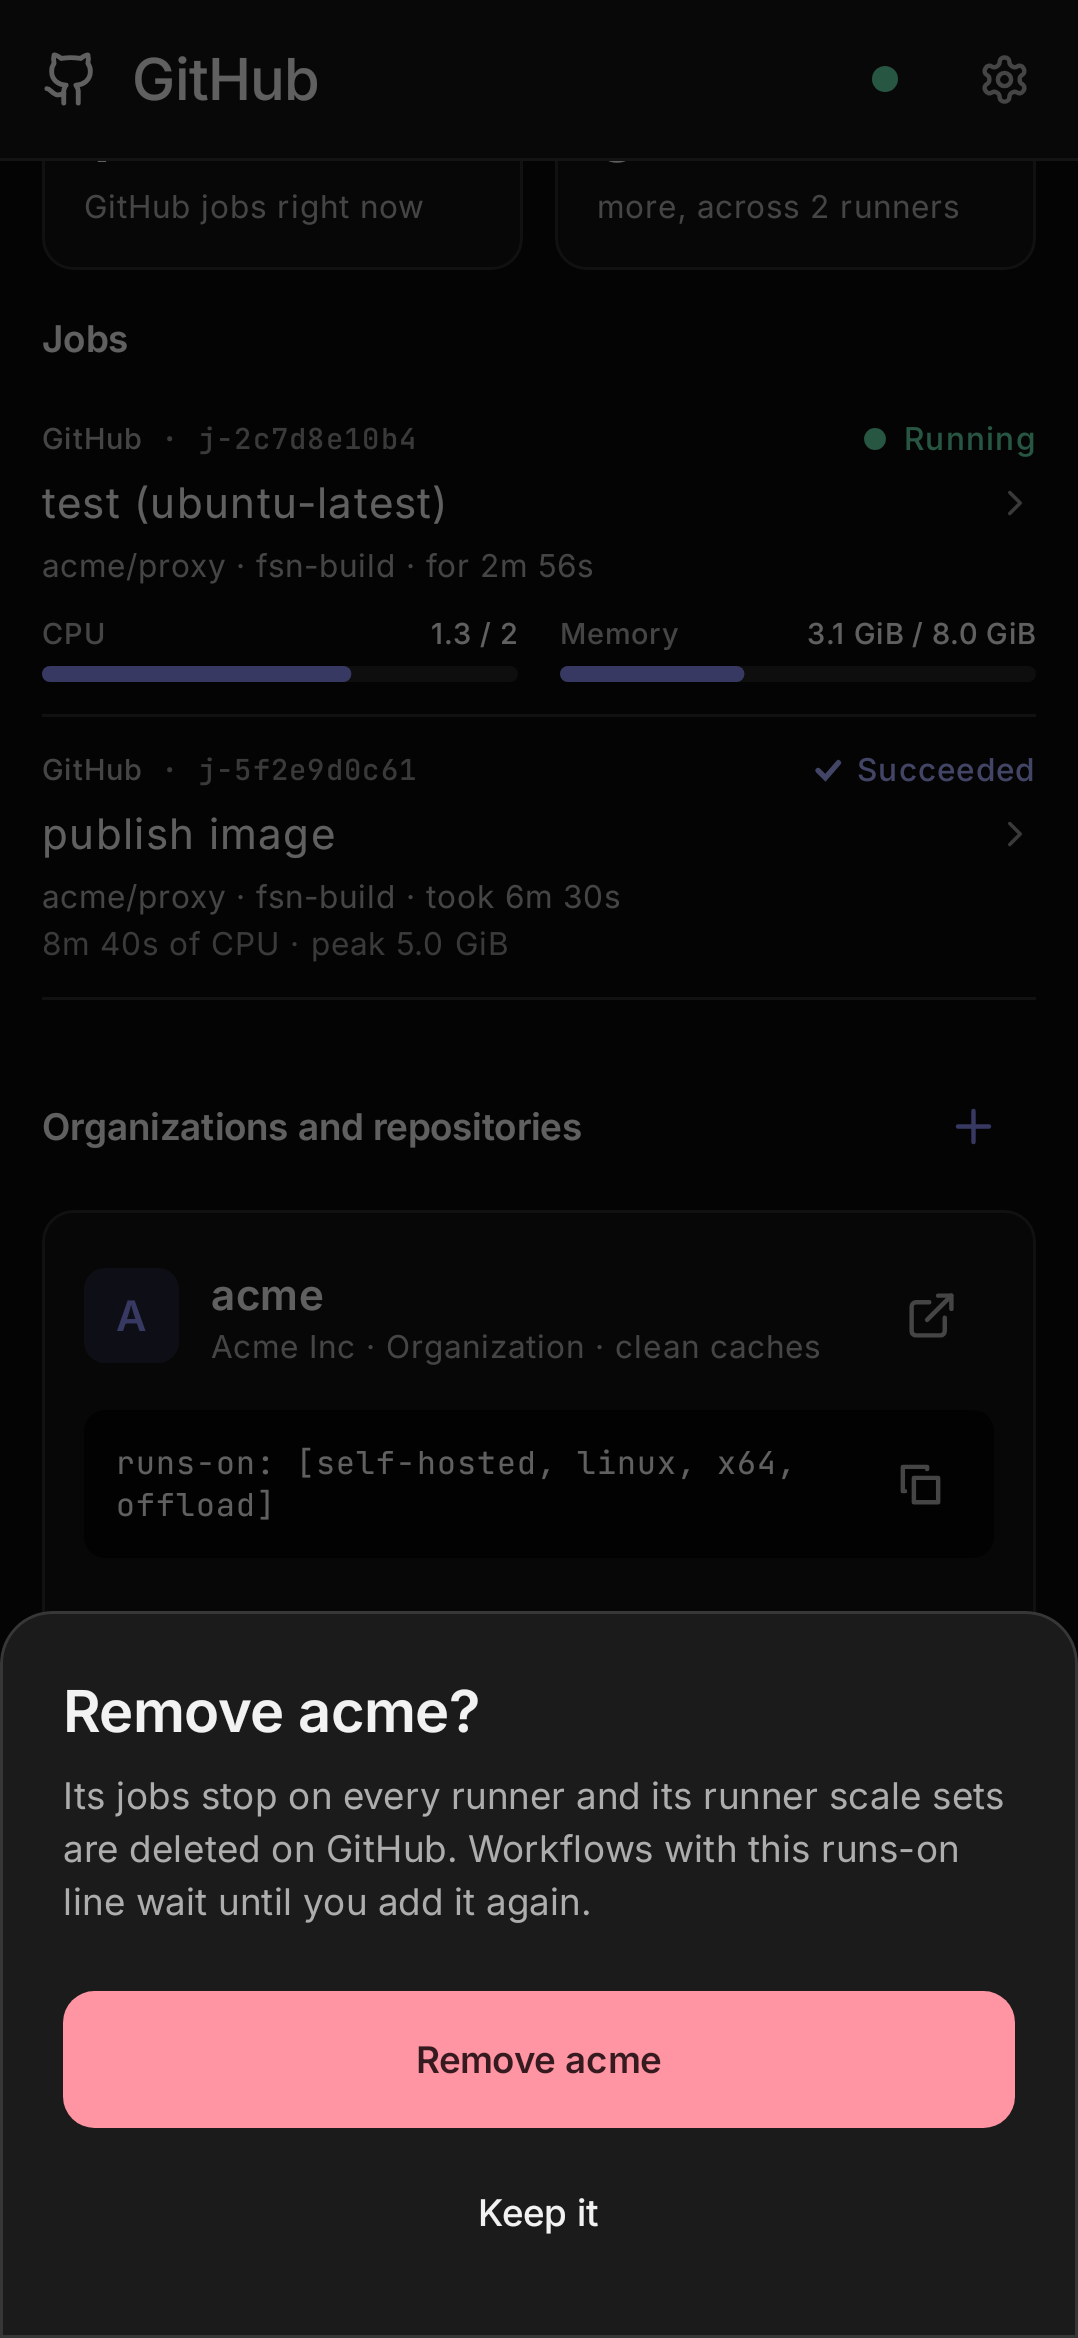 GitHub
GitHub jobs right now
more, across 2 runners
Jobs
GitHub · j-2c7d8e10b4
Running
test (ubuntu-latest)
acme/proxy · fsn-build · for 2m 56s
CPU 1.3 / 2
Memory 3.1 GiB / 8.0 GiB
GitHub · j-5f2e9d0c61
Succeeded
publish image
acme/proxy · fsn-build · took 6m 30s
8m 40s of CPU · peak 5.0 GiB
Organizations and repositories
A
acme
Acme Inc · Organization · clean caches
runs-on: [self-hosted, linux, x64,
offload]
Remove acme?
Its jobs stop on every runner and its runner scale sets
are deleted on GitHub. Workflows with this runs-on
line wait until you add it again.
Remove acme
Keep it